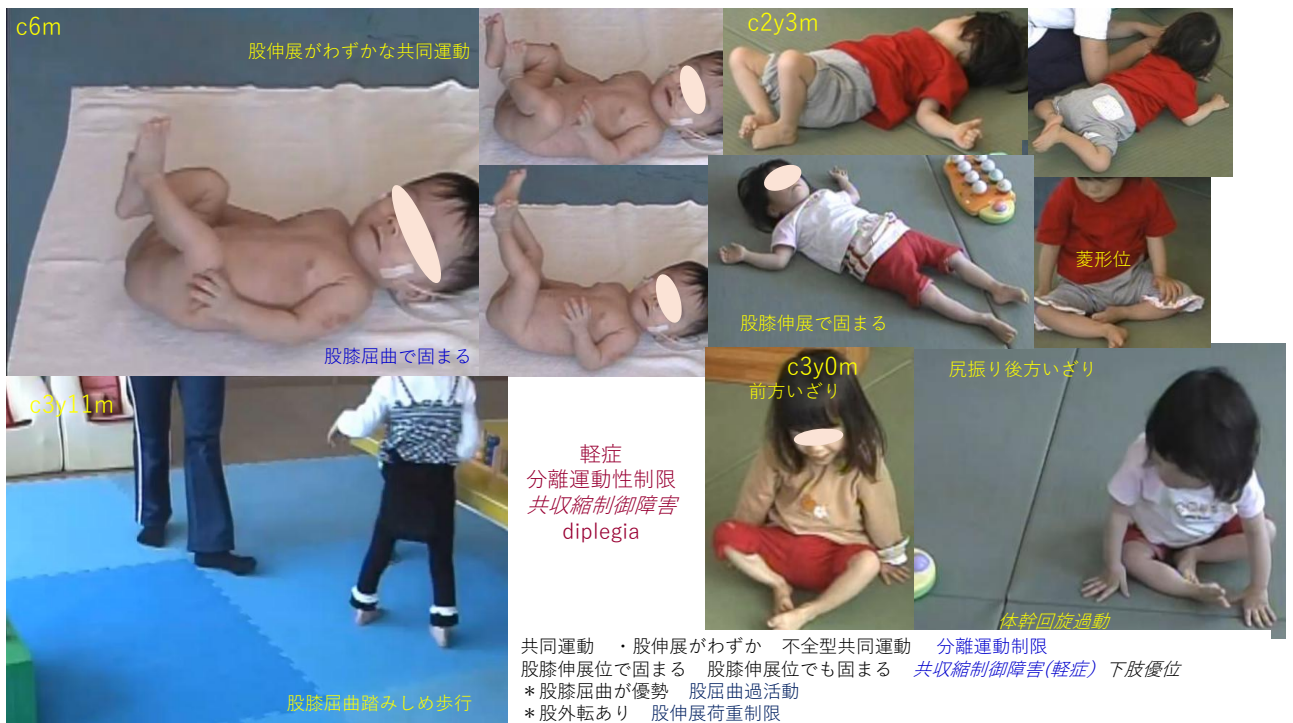 c6m
股伸展がわずかな共同運動
股膝屈曲で固まる
c2y3m
股膝伸展で固まる
菱形位
c3y11m
股膝屈曲踏みしめ歩行
軽症
分離運動性制限
共収縮制御障害
diplegia
c3y0m
前方いざり
尻振り後方いざり
体幹回旋過動
共同運動　・股伸展がわずか　不全型共同運動　分離運動制限
股膝伸展位で固まる　股膝伸展位でも固まる　共収縮制御障害(軽症）下肢優位
＊股膝屈曲が優勢　股屈曲過活動
＊股外転あり　股伸展荷重制限